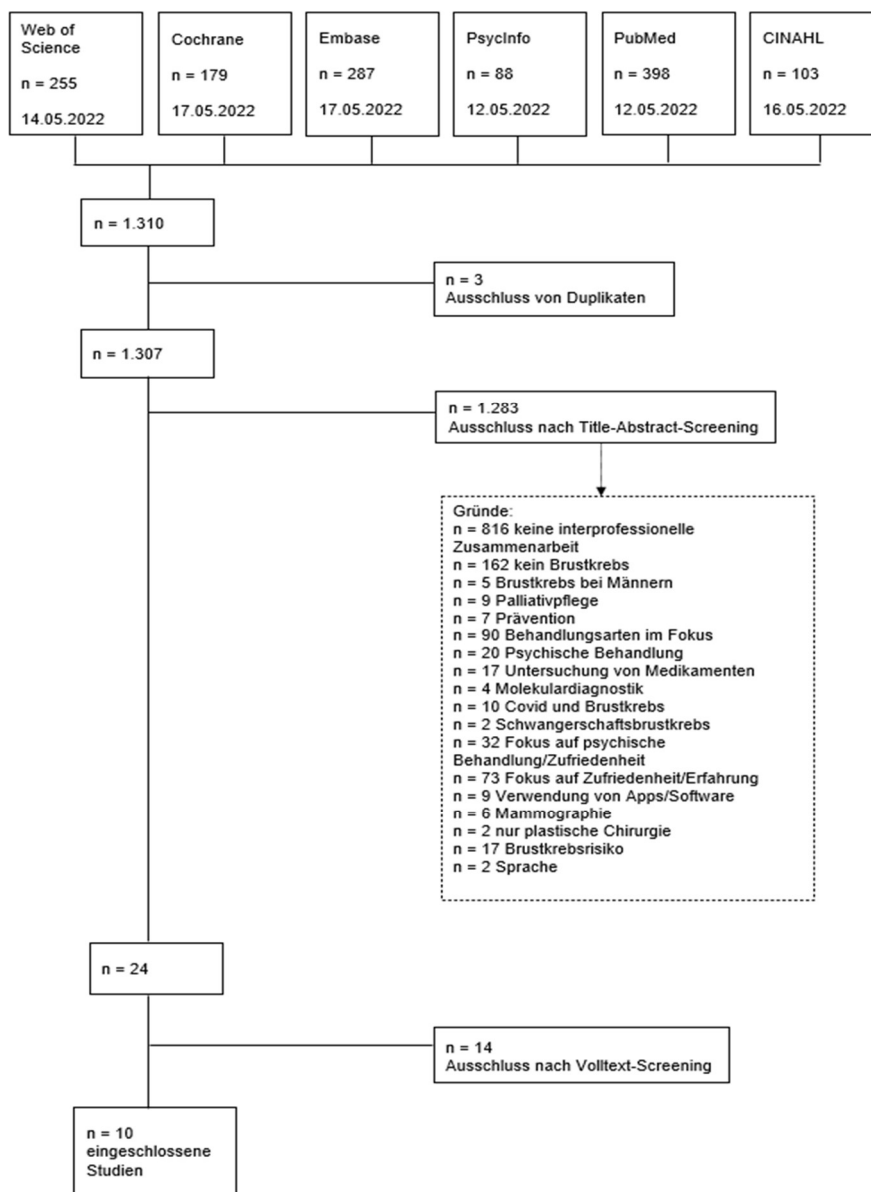 Web of
Science
n = 255
14.05.2022
Cochrane
n = 179
17.05.2022
Embase
n = 287
17.05.2022
PsycInfo
n = 88
12.05.2022
PubMed
n = 398
12.05.2022
CINAHL
n = 103
16.05.2022
n = 1.310
n = 3
Ausschluss von Duplikaten
n = 1.307
n = 1.283
Ausschluss nach Title-Abstract-Screening
Gründe:
n = 816 keine interprofessionelle
Zusammenarbeit
n = 162 kein Brustkrebs
n = 5 Brustkrebs bei Männern
n = 9 Palliativpflege
n = 7 Prävention
n = 90 Behandlungsarten im Fokus
n = 20 Psychische Behandlung
n = 17 Untersuchung von Medikamenten
n = 4 Molekulardiagnostik
n = 10 Covid und Brustkrebs
n = 2 Schwangerschaftsbrustkrebs
n = 32 Fokus auf psychische
Behandlung/Zufriedenheit
n = 73 Fokus auf Zufriedenheit/Erfahrung
n = 9 Verwendung von Apps/Software
n = 6 Mammographie
n = 2 nur plastische Chirurgie
n = 17 Brustkrebsrisiko
n = 2 Sprache
n = 24
n = 14
Ausschluss nach Volltext-Screening
n = 10
eingeschlossene
Studien